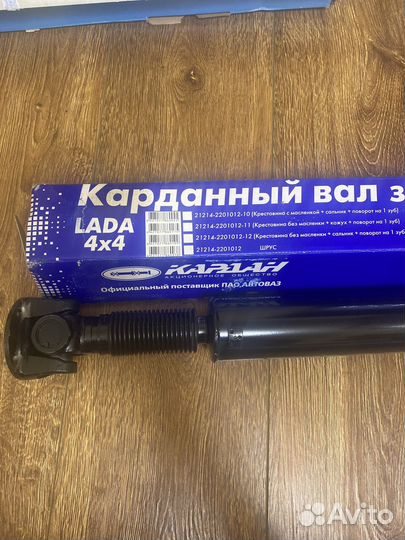 Карданный вал з
LADA
4x4
21214-2201012-10 (Крестовина с масленкой + сальник + поворот на 1 зуб)
21214-2201012-11 (Крестовина без масленки + кожух + поворот на 1 зуб)
21214-2201012-12 (Крестовина без масленки + сальник + поворот на 1 зуб)
21214-2201012 ШРУС
КАРДАН
АКЦИОНЕРНОЕ ОБЩЕСТВО
Официальный поставщик ПАО,АВТОВАЗ
Avito